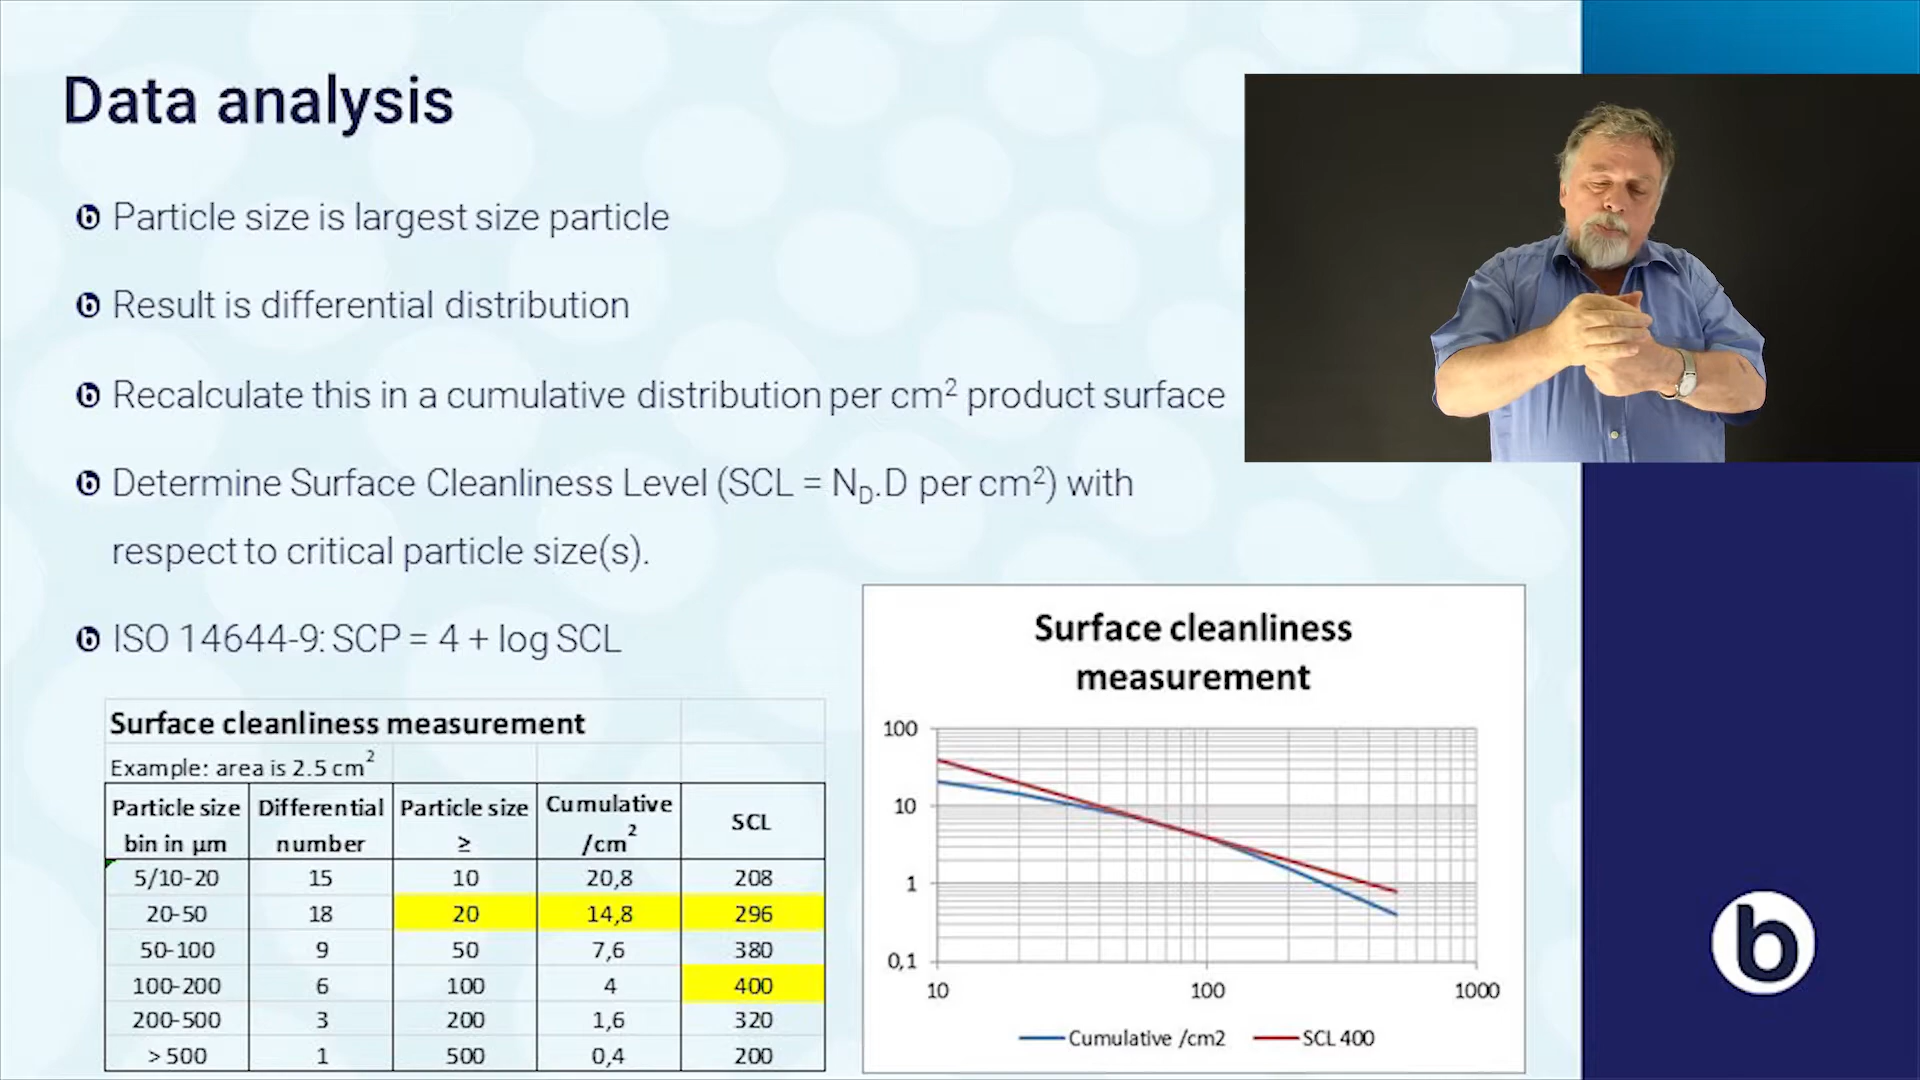 Data analysis
Particle size is largest size particle
Result is differential distribution
Recalculate this in a cumulative distribution per cm² product surface
Determine Surface Cleanliness Level (SCL = N_D.D per cm²) with
respect to critical particle size(s).
ISO 14644-9: SCP = 4 + log SCL
Surface cleanliness measurement
Example: area is 2.5 cm²
Particle size bin in µm | Differential number | Particle size ≥ | Cumulative /cm² | SCL
5/10-20 | 15 | 10 | 20,8 | 208
20-50 | 18 | 20 | 14,8 | 296
50-100 | 9 | 50 | 7,6 | 380
100-200 | 6 | 100 | 4 | 400
200-500 | 3 | 200 | 1,6 | 320
> 500 | 1 | 500 | 0,4 | 200
Surface cleanliness
measurement
100
10
1
0,1
10 100 1000
Cumulative /cm2 SCL 400
b